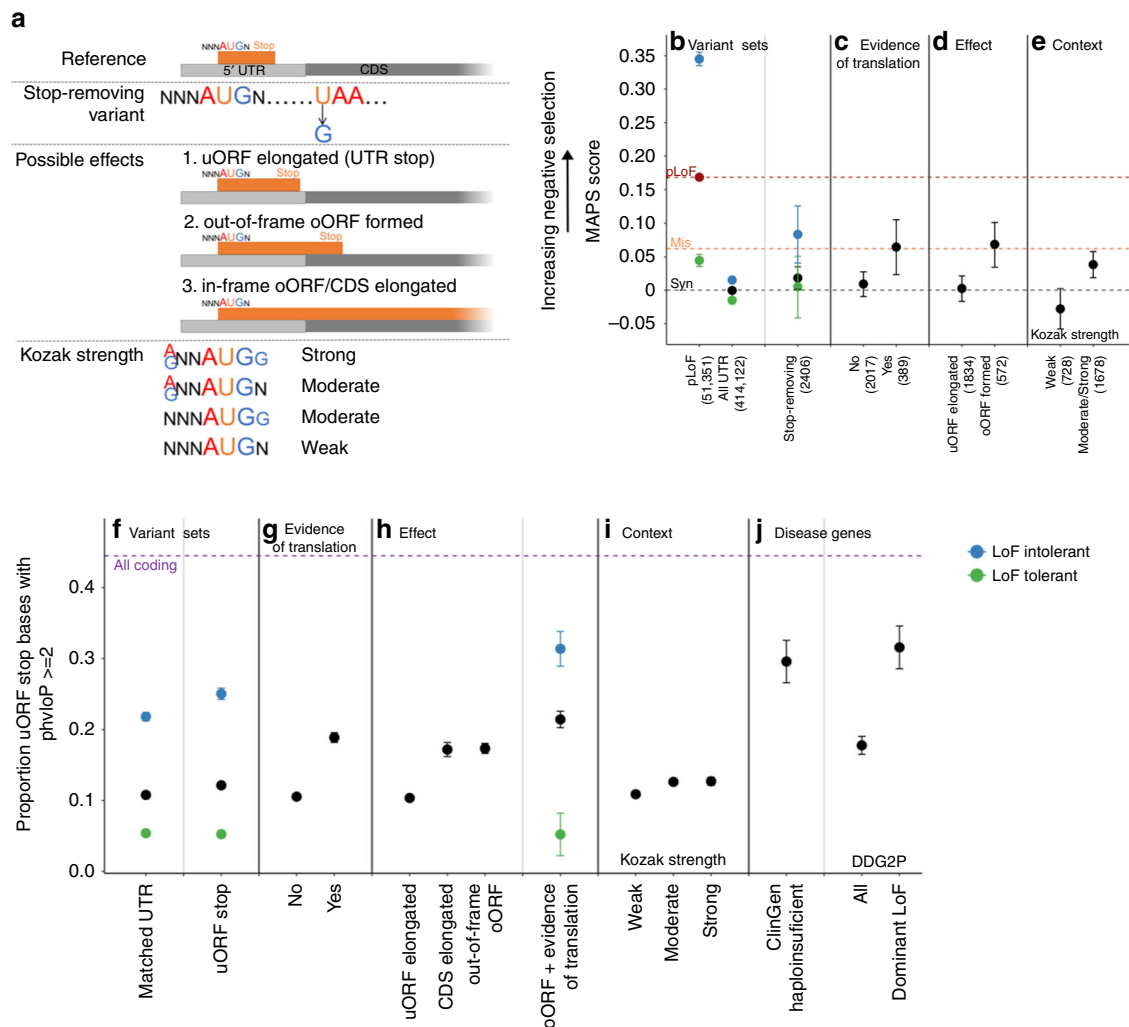 a
Reference
NNNAUGN Stop
5′ UTR
CDS
Stop-removing
variant
NNNAUGN......UAA...
G
Possible effects
1. uORF elongated (UTR stop)
NNNAUGN
Stop
2. out-of-frame oORF formed
NNNAUGN
Stop
3. in-frame oORF/CDS elongated
NNNAUGN
Kozak strength
A
G
NNAUGG
Strong
A
G
NNAUGN
Moderate
NNNAUGG
Moderate
NNNAUGN
Weak
Increasing negative selection
MAPS score
0.35
0.30
0.25
0.20
0.15
0.10
0.05
0
–0.05
b Variant sets
c Evidence
of translation
d Effect
e Context
pLoF
Mis
Syn
Kozak strength
pLoF
(51,351)
All UTR
(414,122)
Stop-removing
(2406)
No
(2017)
Yes
(389)
uORF elongated
(1834)
oORF formed
(572)
Weak
(728)
Moderate/Strong
(1678)
Proportion uORF stop bases with
phyloP >=2
0.4
0.3
0.2
0.1
0.0
f Variant sets
g Evidence
of translation
h Effect
i Context
j Disease genes
All coding
Kozak strength
DDG2P
Matched UTR
uORF stop
No
Yes
uORF elongated
CDS elongated
out-of-frame
oORF
oORF + evidence
of translation
Weak
Moderate
Strong
ClinGen
haploinsuficient
All
Dominant LoF
LoF intolerant
LoF tolerant